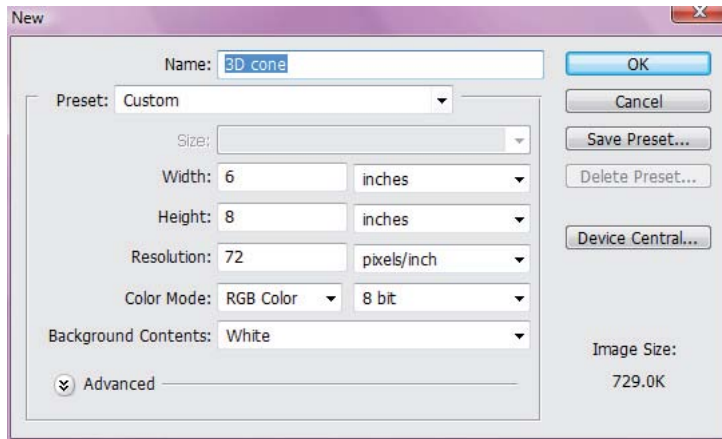 New
Name: 3D cone
OK
Preset: Custom
Cancel
Size:
Save Preset...
Width: 6 inches
Delete Preset...
Height: 8 inches
Device Central...
Resolution: 72 pixels/inch
Color Mode: RGB Color 8 bit
Background Contents: White
Image Size:
Advanced
729.0K